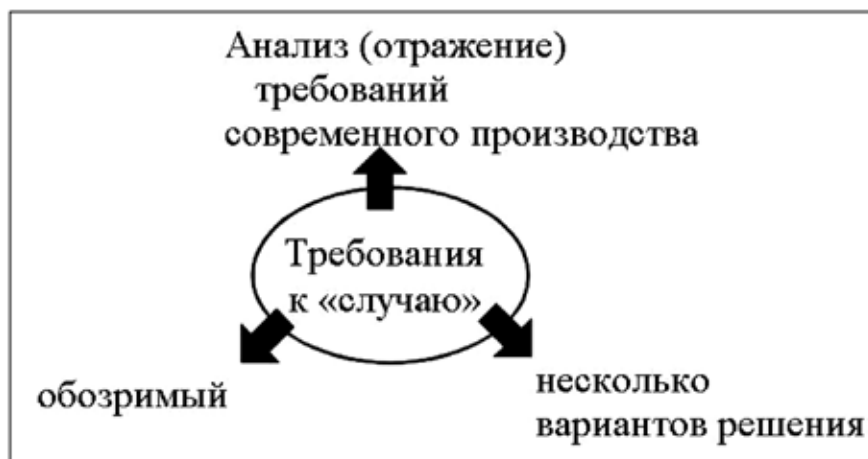 Анализ (отражение)
требований
современного производства
Требования
к «случаю»
обозримый
несколько
вариантов решения